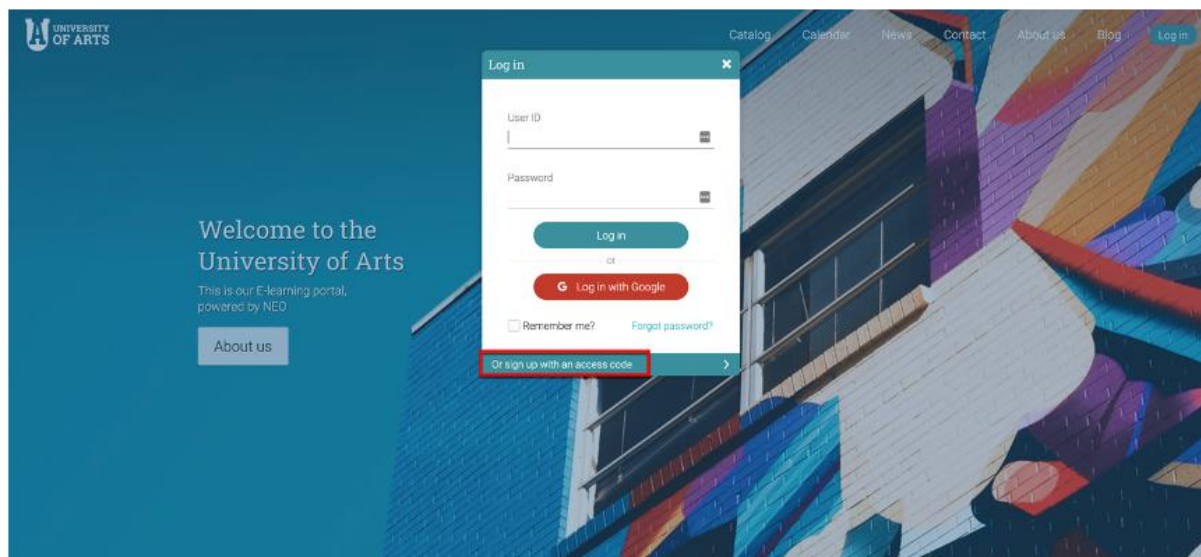 UNIVERSITY
OF ARTS
Catalog Calendar News Contact About us Blog Log in
Log in
User ID
Password
Log in
or
G Log in with Google
Remember me? Forgot password?
Or sign up with an access code
Welcome to the
University of Arts
This is our E-learning portal,
powered by NEO
About us